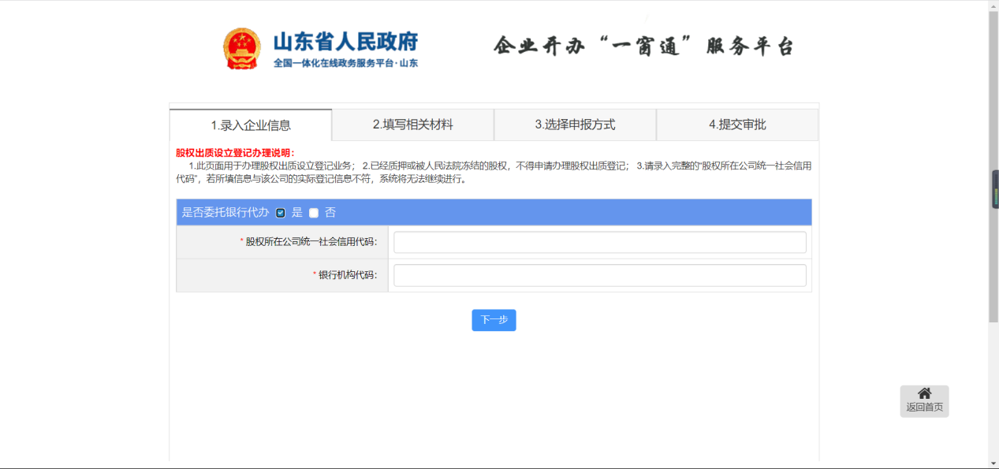 山东省人民政府
全国一体化在线政务服务平台·山东
企业开办“一窗通”服务平台
1.录入企业信息
2.填写相关材料
3.选择申报方式
4.提交审批
股权出质设立登记办理说明：
1.此页面用于办理股权出质设立登记业务； 2.已经质押或被人民法院冻结的股权，不得申请办理股权出质登记； 3.请录入完整的“股权所在公司统一社会信用
代码”，若所填信息与该公司的实际登记信息不符，系统将无法继续进行。
是否委托银行代办 是 否
*股权所在公司统一社会信用代码：
*银行机构代码：
下一步
返回首页